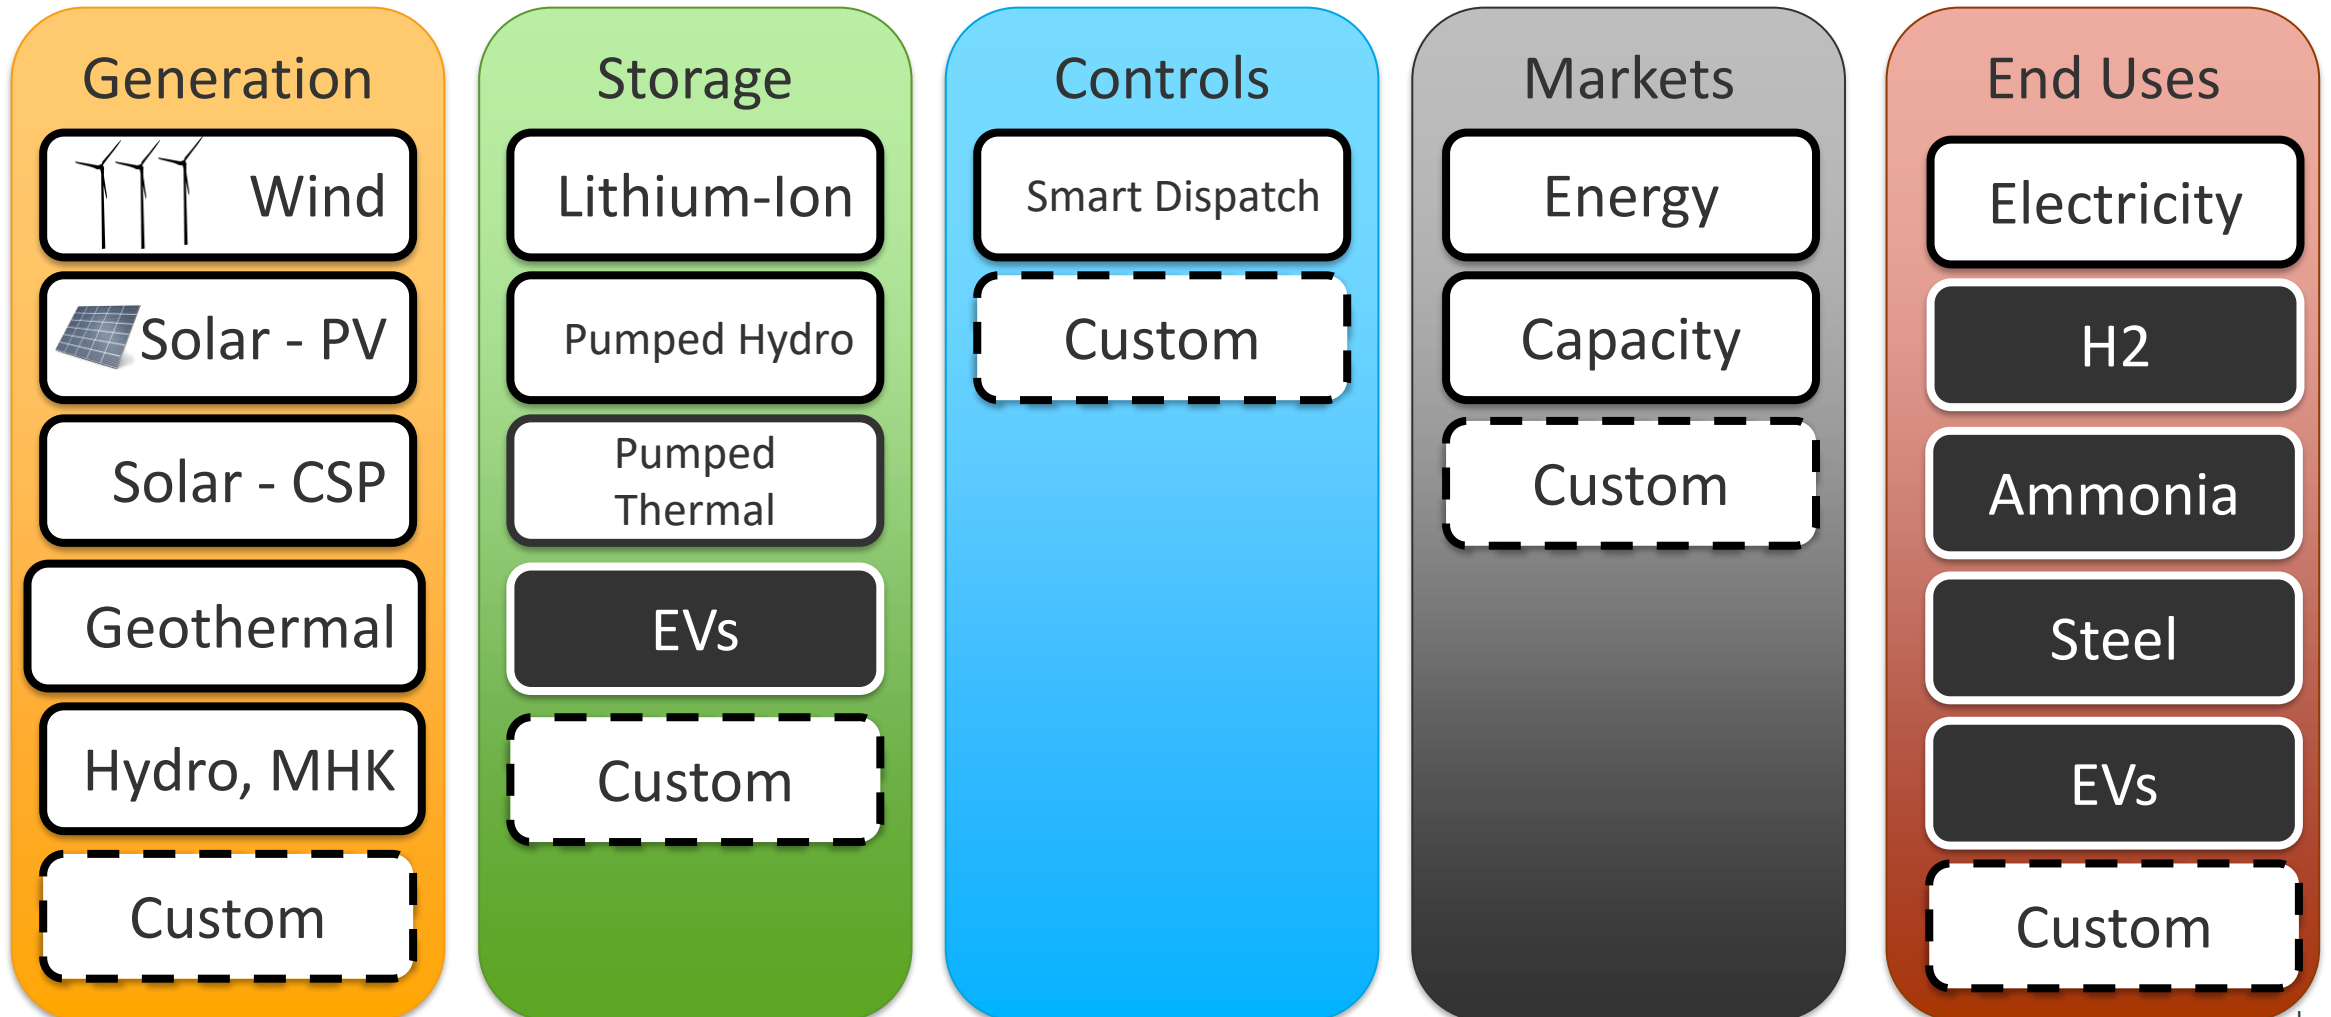 Generation
Wind
Solar - PV
Solar - CSP
Geothermal
Hydro, MHK
Custom
Storage
Lithium-Ion
Pumped Hydro
Pumped
Thermal
EVs
Custom
Controls
Smart Dispatch
Custom
Markets
Energy
Capacity
Custom
End Uses
Electricity
H2
Ammonia
Steel
EVs
Custom